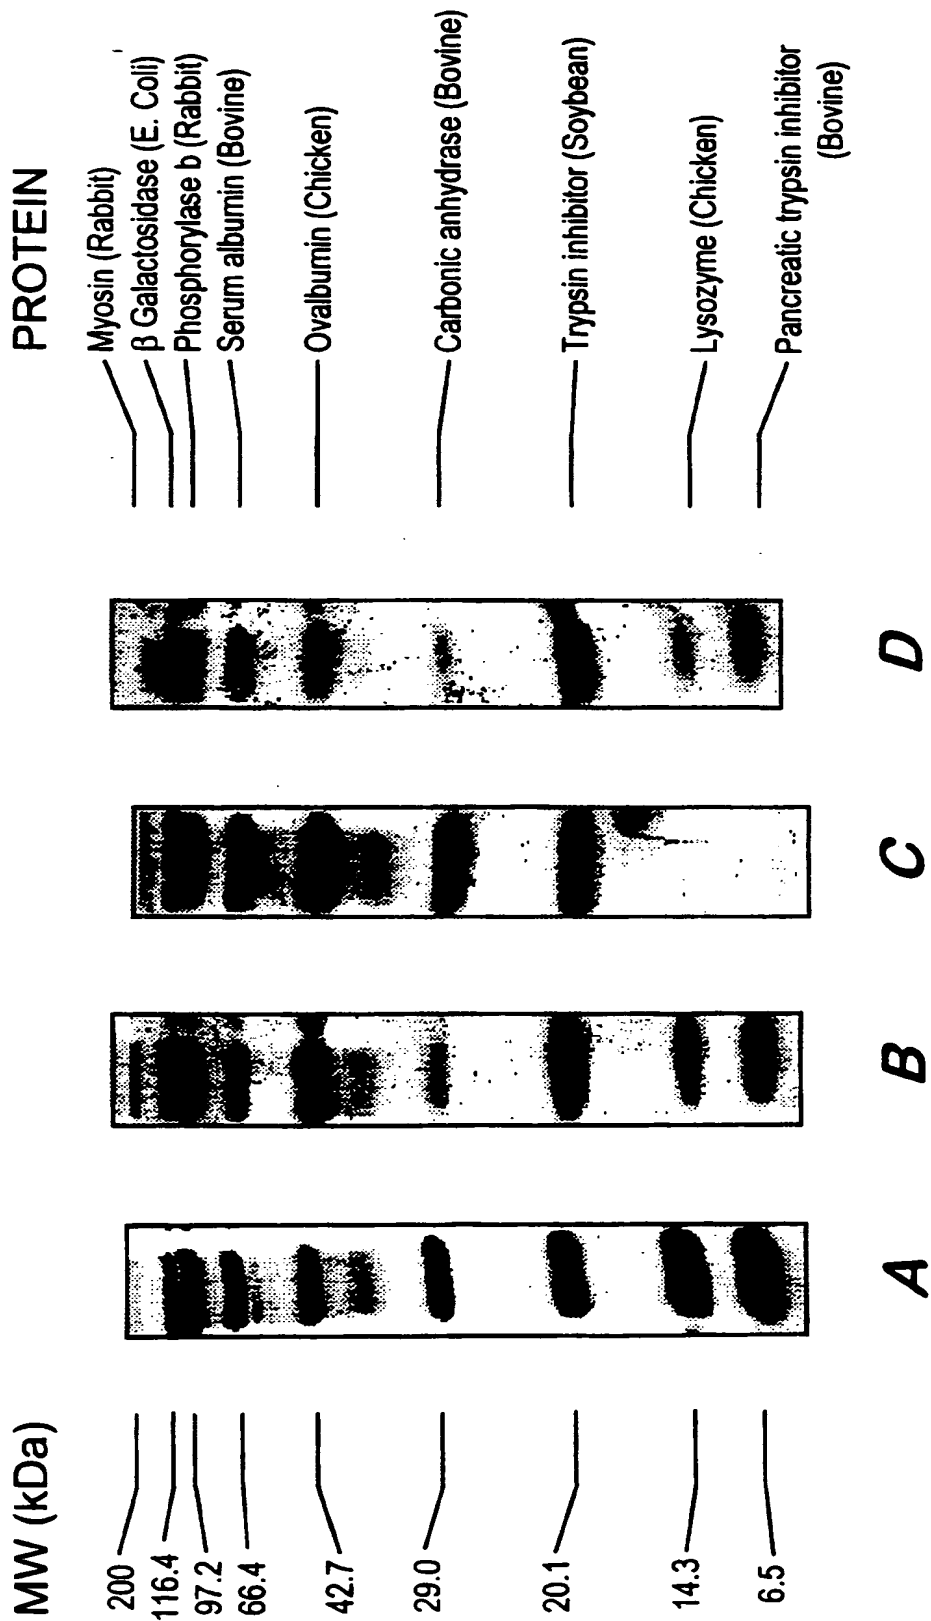 MW (kDa)
200
116.4
97.2
66.4
42.7
29.0
20.1
14.3
6.5
A
B
C
D
PROTEIN
Myosin (Rabbit)
β Galactosidase (E. Coli)
Phosphorylase b (Rabbit)
Serum albumin (Bovine)
Ovalbumin (Chicken)
Carbonic anhydrase (Bovine)
Trypsin inhibitor (Soybean)
Lysozyme (Chicken)
Pancreatic trypsin inhibitor
(Bovine)